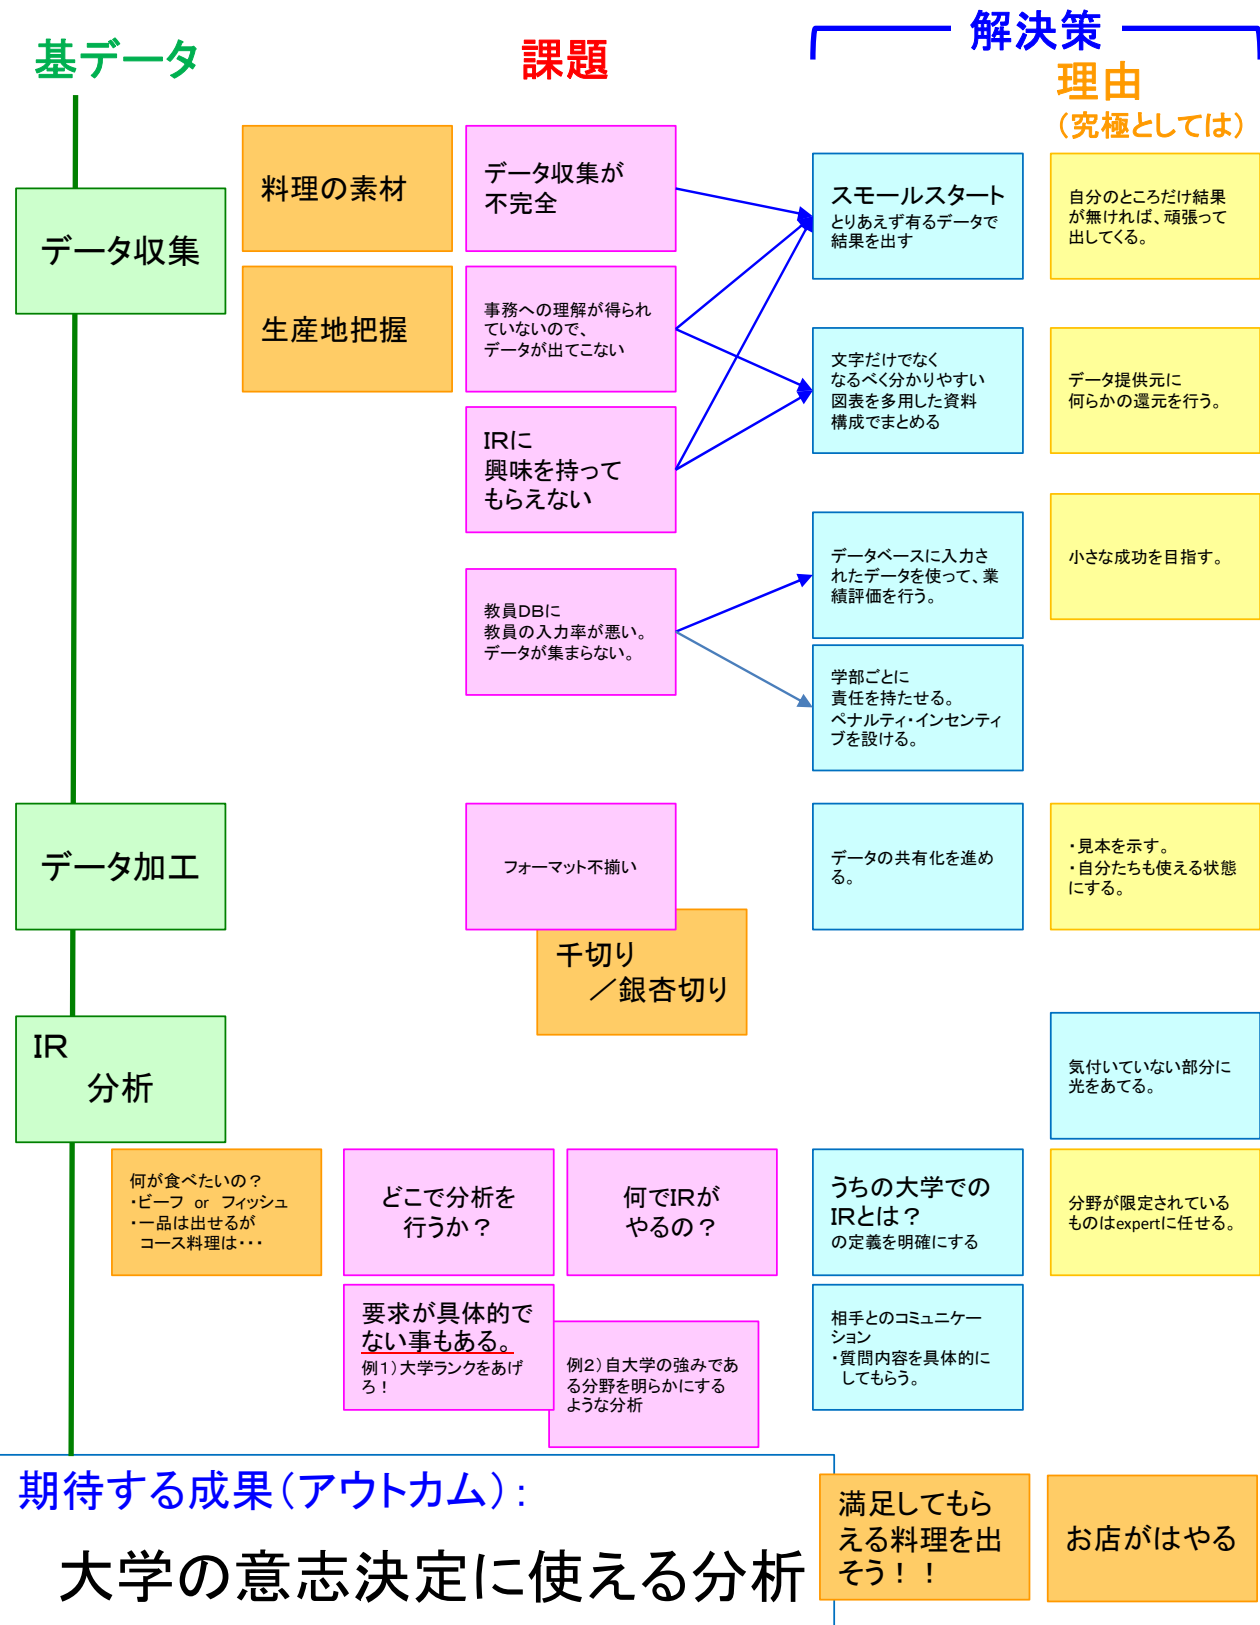 基データ
課題
解決策
理由
（究極としては）
データ収集
料理の素材
データ収集が
不完全
スモールスタート
とりあえず有るデータで
結果を出す
自分のところだけ結果
が無ければ、頑張って
出してくる。
生産地把握
事務への理解が得られ
ていないので、
データが出てこない
文字だけでなく
なるべく分かりやすい
図表を多用した資料
構成でまとめる
データ提供元に
何らかの還元を行う。
IRに
興味を持って
もらえない
データベースに入力さ
れたデータを使って、業
績評価を行う。
小さな成功を目指す。
教員DBに
教員の入力率が悪い。
データが集まらない。
学部ごとに
責任を持たせる。
ペナルティ・インセンティ
ブを設ける。
データ加工
フォーマット不揃い
データの共有化を進め
る。
・見本を示す。
・自分たちも使える状態
にする。
千切り
／銀杏切り
IR
分析
気付いていない部分に
光をあてる。
何が食べたいの？
・ビーフ or フィッシュ
・一品は出せるが
コース料理は・・・
どこで分析を
行うか？
何でIRが
やるの？
うちの大学での
IRとは？
の定義を明確にする
分野が限定されている
ものはexpertに任せる。
要求が具体的で
ない事もある。
例１）大学ランクをあげ
ろ！
例２）自大学の強みであ
る分野を明らかにする
ような分析
相手とのコミュニケー
ション
・質問内容を具体的に
してもらう。
期待する成果（アウトカム）：
大学の意志決定に使える分析
満足してもら
える料理を出
そう！！
お店がはやる